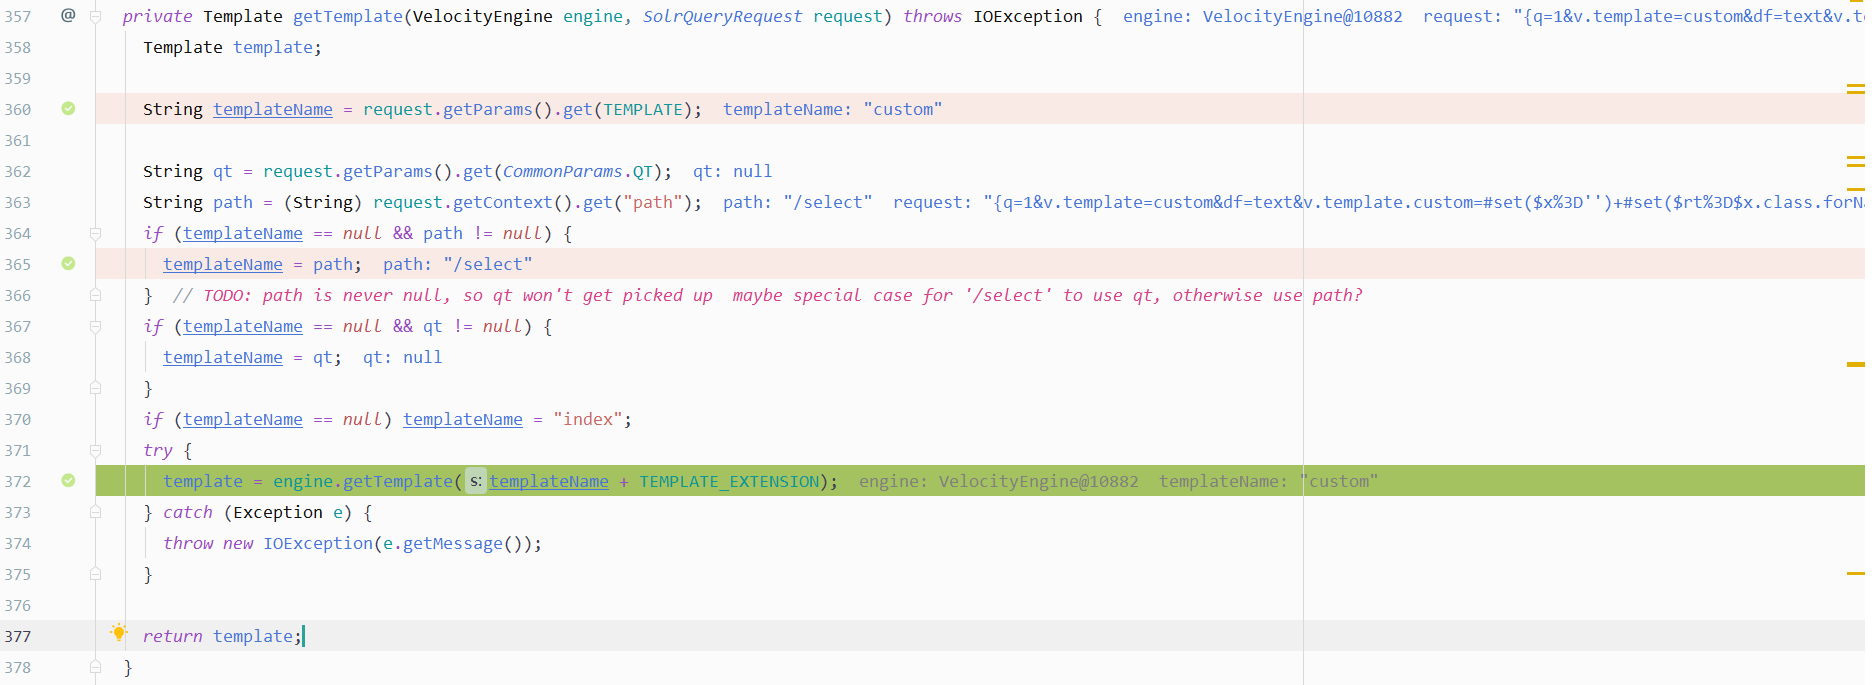 357 @ private Template getTemplate(VelocityEngine engine, SolrQueryRequest request) throws IOException { engine: VelocityEngine@10882 request: "{q=1&v.template=custom&df=text&v.t
358 Template template;
359
360 String templateName = request.getParams().get(TEMPLATE); templateName: "custom"
361
362 String qt = request.getParams().get(CommonParams.QT); qt: null
363 String path = (String) request.getContext().get("path"); path: "/select" request: "{q=1&v.template=custom&df=text&v.template.custom=#set($x%3D'')+#set($rt%3D$x.class.forN
364 if (templateName == null && path != null) {
365 templateName = path; path: "/select"
366 } // TODO: path is never null, so qt won't get picked up maybe special case for '/select' to use qt, otherwise use path?
367 if (templateName == null && qt != null) {
368 templateName = qt; qt: null
369 }
370 if (templateName == null) templateName = "index";
371 try {
372 template = engine.getTemplate( s: templateName + TEMPLATE_EXTENSION); engine: VelocityEngine@10882 templateName: "custom"
373 } catch (Exception e) {
374 throw new IOException(e.getMessage());
375 }
376
377 return template;
378 }